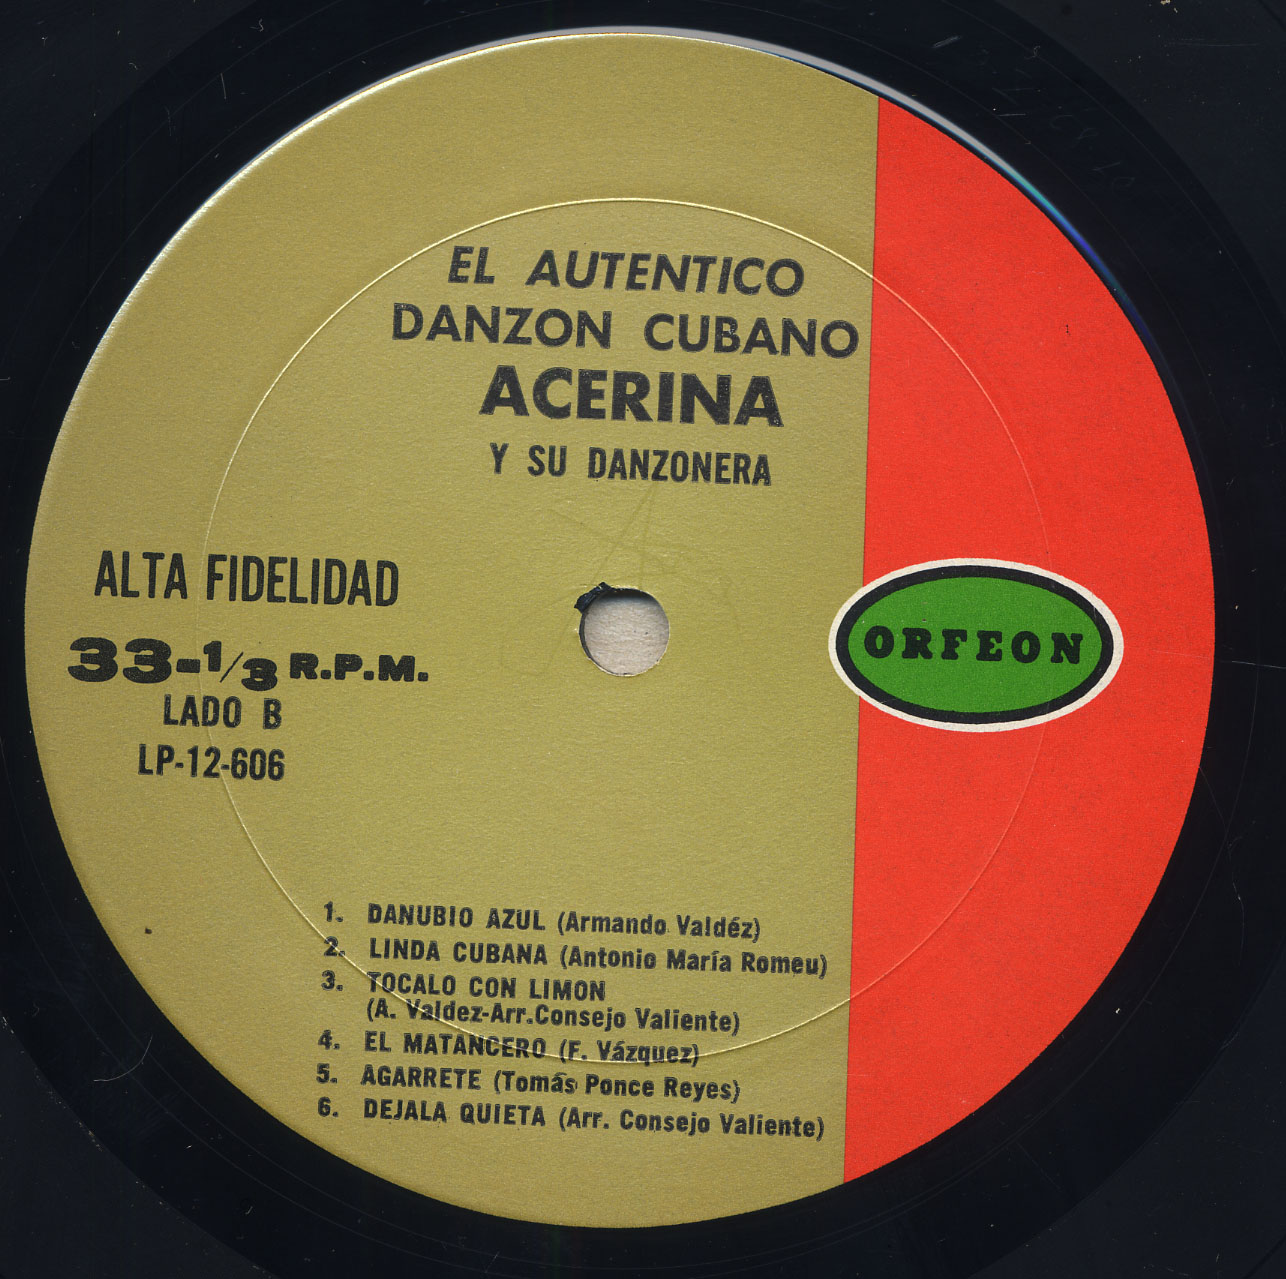 EL AUTENTICO
DANZON CUBANO
ACERINA
Y SU DANZONERA
ALTA FIDELIDAD
33-1/3 R.P.M.
LADO B
LP-12-606
ORFEON
1. DANUBIO AZUL (Armando Valdéz)
2. LINDA CUBANA (Antonio María Romeu)
3. TOCALO CON LIMON
(A. Valdez-Arr.Consejo Valiente)
4. EL MATANCERO (F. Vázquez)
5. AGARRETE (Tomás Ponce Reyes)
6. DEJALA QUIETA (Arr. Consejo Valiente)